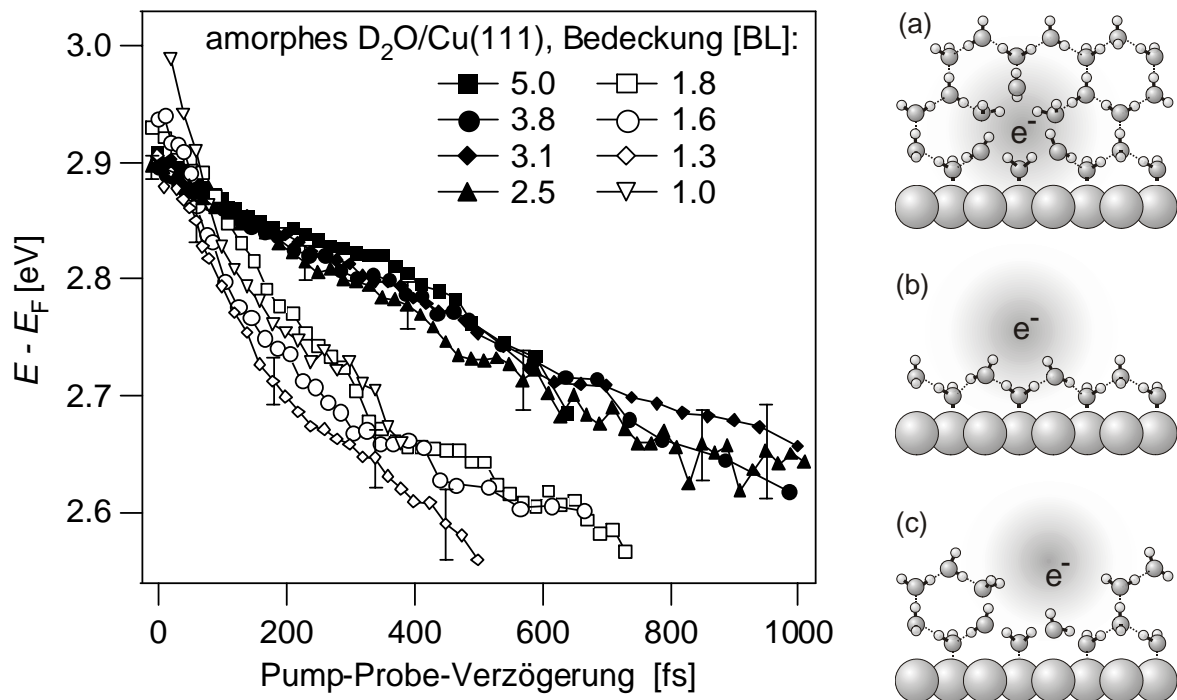 amorphes D₂O/Cu(111), Bedeckung [BL]:
5.0 1.8
3.8 1.6
3.1 1.3
2.5 1.0
3.0
2.9
2.8
2.7
2.6
E - E_F [eV]
0 200 400 600 800 1000
Pump-Probe-Verzögerung [fs]
(a)
e⁻
(b)
e⁻
(c)
e⁻